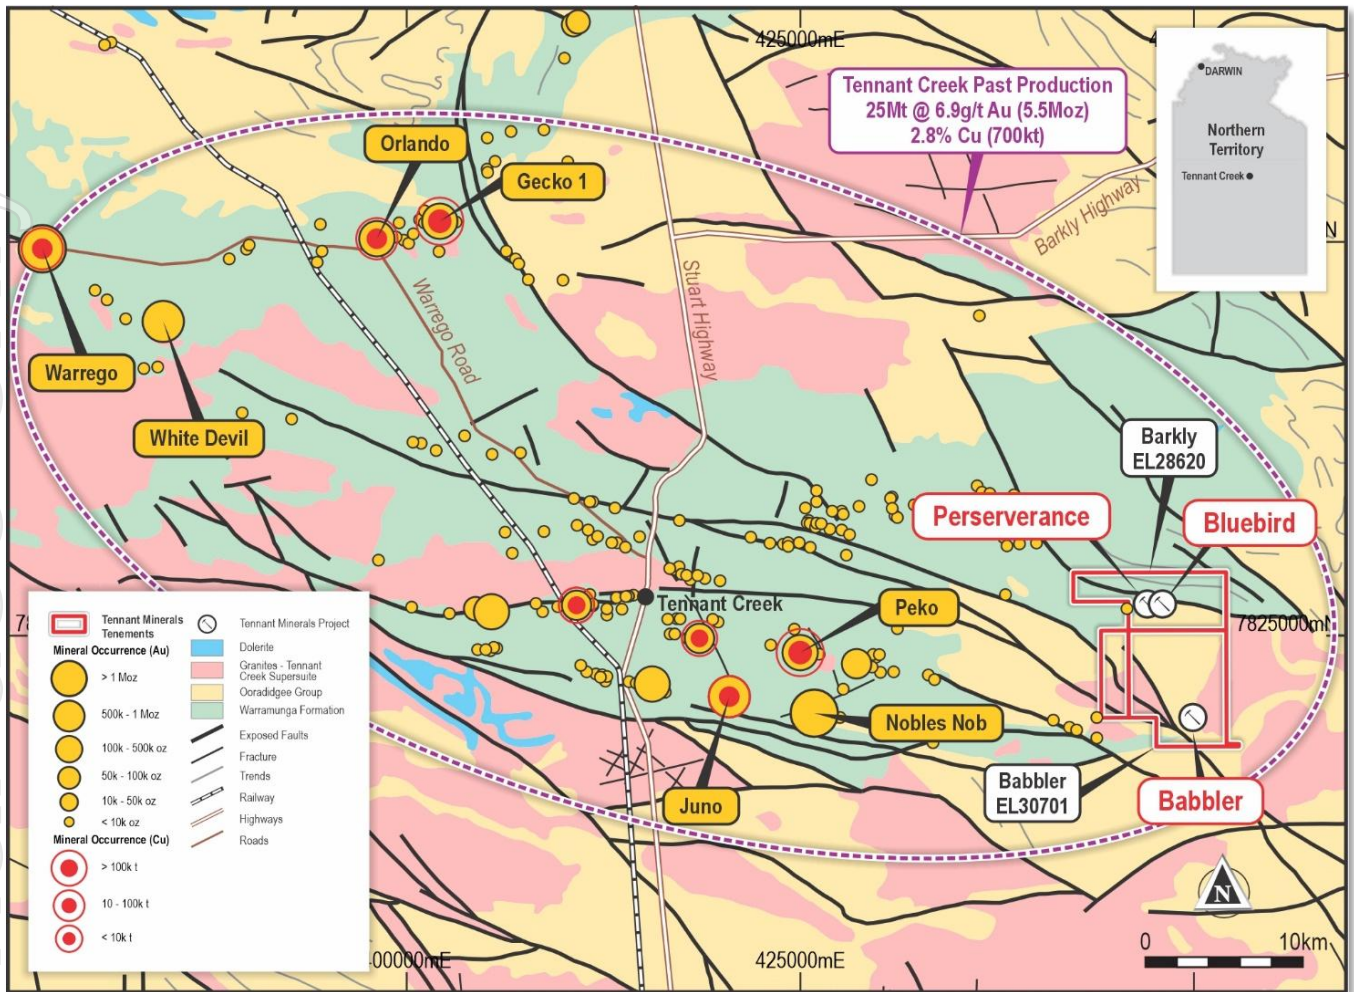 425000mE
4
DARWIN
Northern
Territory
Tennant Creek
Tennant Creek Past Production
25Mt @ 6.9g/t Au (5.5Moz)
2.8% Cu (700kt)
Orlando
Gecko 1
Barkly Highway
N
Stuart Highway
Warrego Road
Warrego
White Devil
Barkly
EL28620
Perserverance
Bluebird
Tennant Creek
Peko
78
7825000mN
Nobles Nob
Juno
Babbler
EL30701
Babbler
Tennant Minerals
Tenements
Mineral Occurrence (Au)
> 1 Moz
500k - 1 Moz
100k - 500k oz
50k - 100k oz
10k - 50k oz
< 10k oz
Mineral Occurrence (Cu)
> 100k t
10 - 100k t
< 10k t
Tennant Minerals Project
Dolerite
Granites - Tennant
Creek Supersuite
Ooradidgee Group
Warramunga Formation
Exposed Faults
Fracture
Trends
Railway
Highways
Roads
N
0 10km
00000mE
425000mE